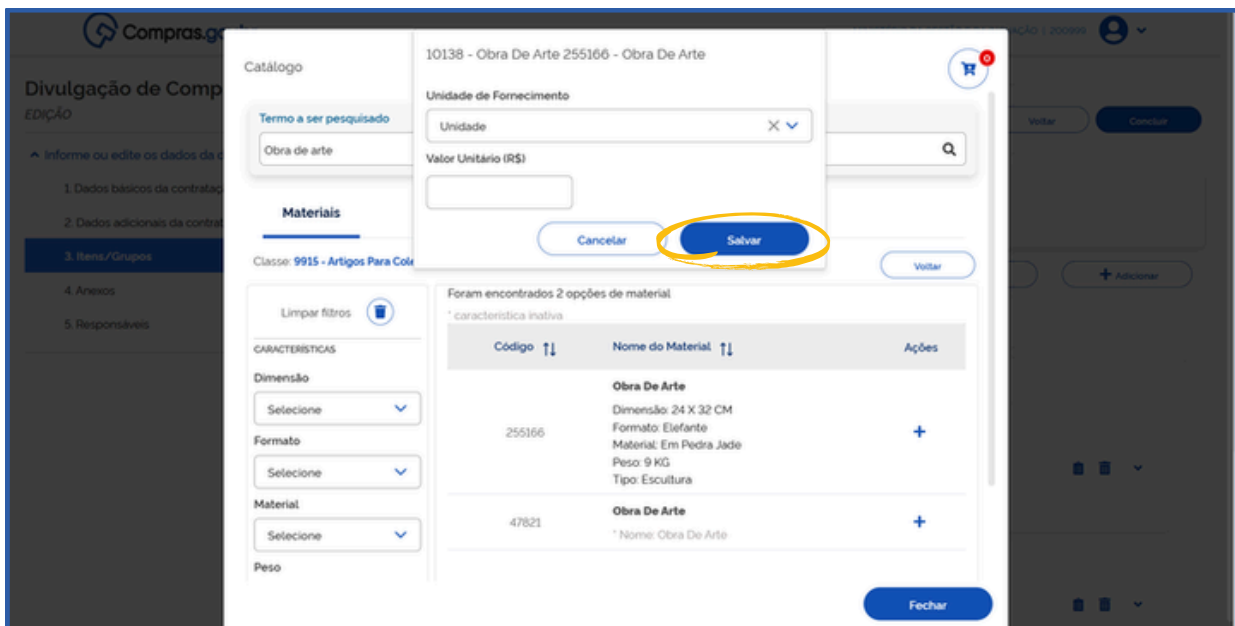 Compras.go
AÇÃO | 200999
Divulgação de Comp
EDIÇÃO
Voltar
Concluir
Informe ou edite os dados da c
1. Dados básicos da contrataç
2. Dados adicionais da contrat
3. Itens/Grupos
4. Anexos
5. Responsáveis
Adicionar
Catálogo
0
Termo a ser pesquisado
Obra de arte
10138 - Obra De Arte 255166 - Obra De Arte
Unidade de Fornecimento
Unidade
Valor Unitário (R$)
Cancelar
Salvar
Materiais
Classe: 9915 - Artigos Para Cole
Voltar
Limpar filtros
CARACTERÍSTICAS
Dimensão
Selecione
Formato
Selecione
Material
Selecione
Peso
Foram encontrados 2 opções de material
* característica inativa
Código
Nome do Material
Ações
255166
Obra De Arte
Dimensão: 24 X 32 CM
Formato: Elefante
Material: Em Pedra Jade
Peso: 9 KG
Tipo: Escultura
47821
Obra De Arte
* Nome: Obra De Arte
Fechar